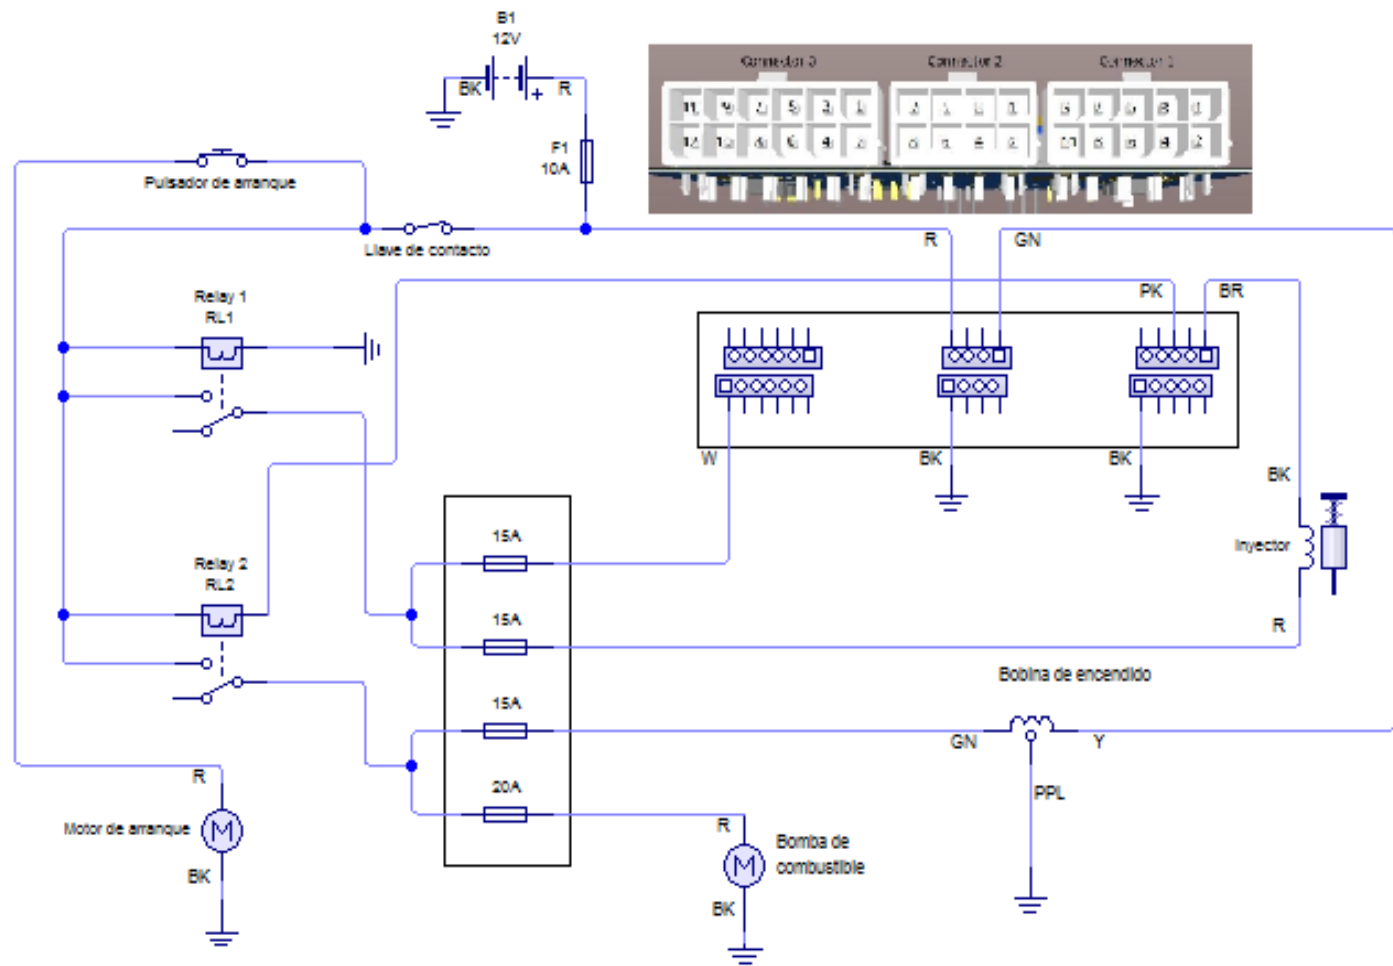 B1
12V
BK
R
+
Connector 3
Connector 2
Connector 1
F1
10A
Pulsador de arranque
Llave de contacto
R
GN
Relay 1
RL1
PK
BR
W
BK
BK
BK
15A
Inyector
Relay 2
RL2
15A
R
Bobina de encendido
15A
GN
Y
R
20A
PPL
Motor de arranque
M
R
Bomba de
combustible
M
BK
BK